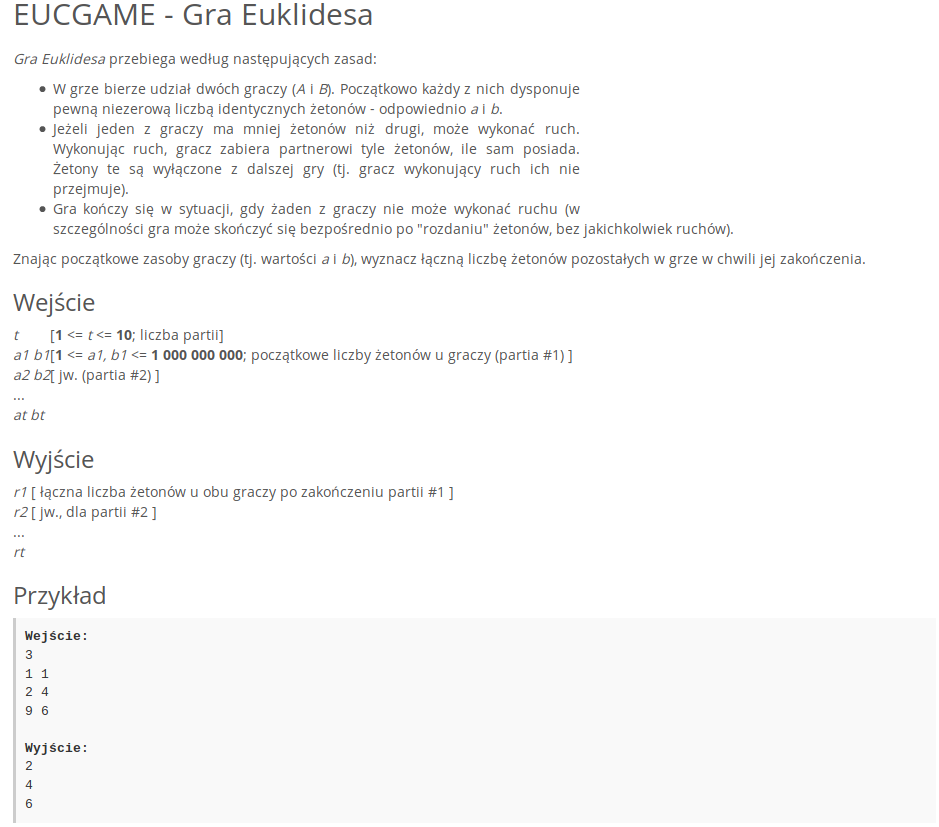 EUCGAME - Gra Euklidesa
Gra Euklidesa przebiega według następujących zasad:
● W grze bierze udział dwóch graczy (A i B). Początkowo każdy z nich dysponuje
pewną niezerową liczbą identycznych żetonów - odpowiednio a i b.
● Jeżeli jeden z graczy ma mniej żetonów niż drugi, może wykonać ruch.
Wykonując ruch, gracz zabiera partnerowi tyle żetonów, ile sam posiada.
Żetony te są wyłączone z dalszej gry (tj. gracz wykonujący ruch ich nie
przejmuje).
● Gra kończy się w sytuacji, gdy żaden z graczy nie może wykonać ruchu (w
szczególności gra może skończyć się bezpośrednio po "rozdaniu" żetonów, bez jakichkolwiek ruchów).
Znając początkowe zasoby graczy (tj. wartości a i b), wyznacz łączną liczbę żetonów pozostałych w grze w chwili jej zakończenia.
Wejście
t [1 <= t <= 10; liczba partii]
a1 b1[1 <= a1, b1 <= 1 000 000 000; początkowe liczby żetonów u graczy (partia #1) ]
a2 b2[ jw. (partia #2) ]
...
at bt
Wyjście
r1 [ łączna liczba żetonów u obu graczy po zakończeniu partii #1 ]
r2 [ jw., dla partii #2 ]
...
rt
Przykład
Wejście:
3
1 1
2 4
9 6
Wyjście:
2
4
6